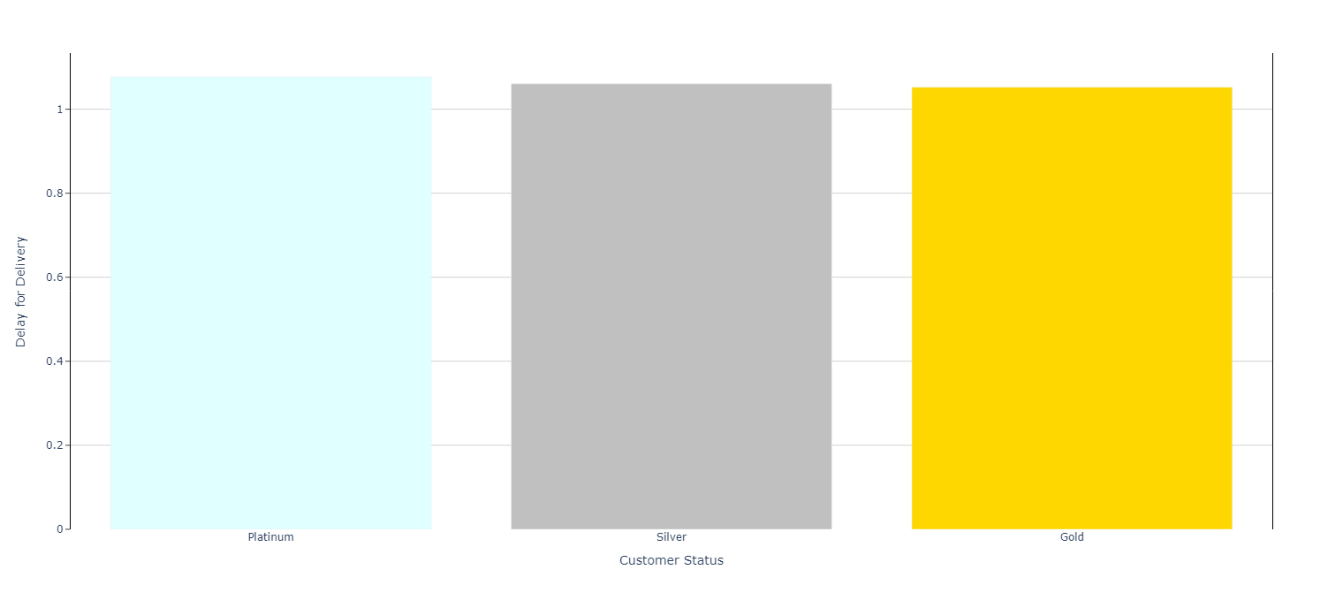 1
0.8
0.6
0.4
0.2
0
Delay for Delivery
Platinum
Silver
Gold
Customer Status